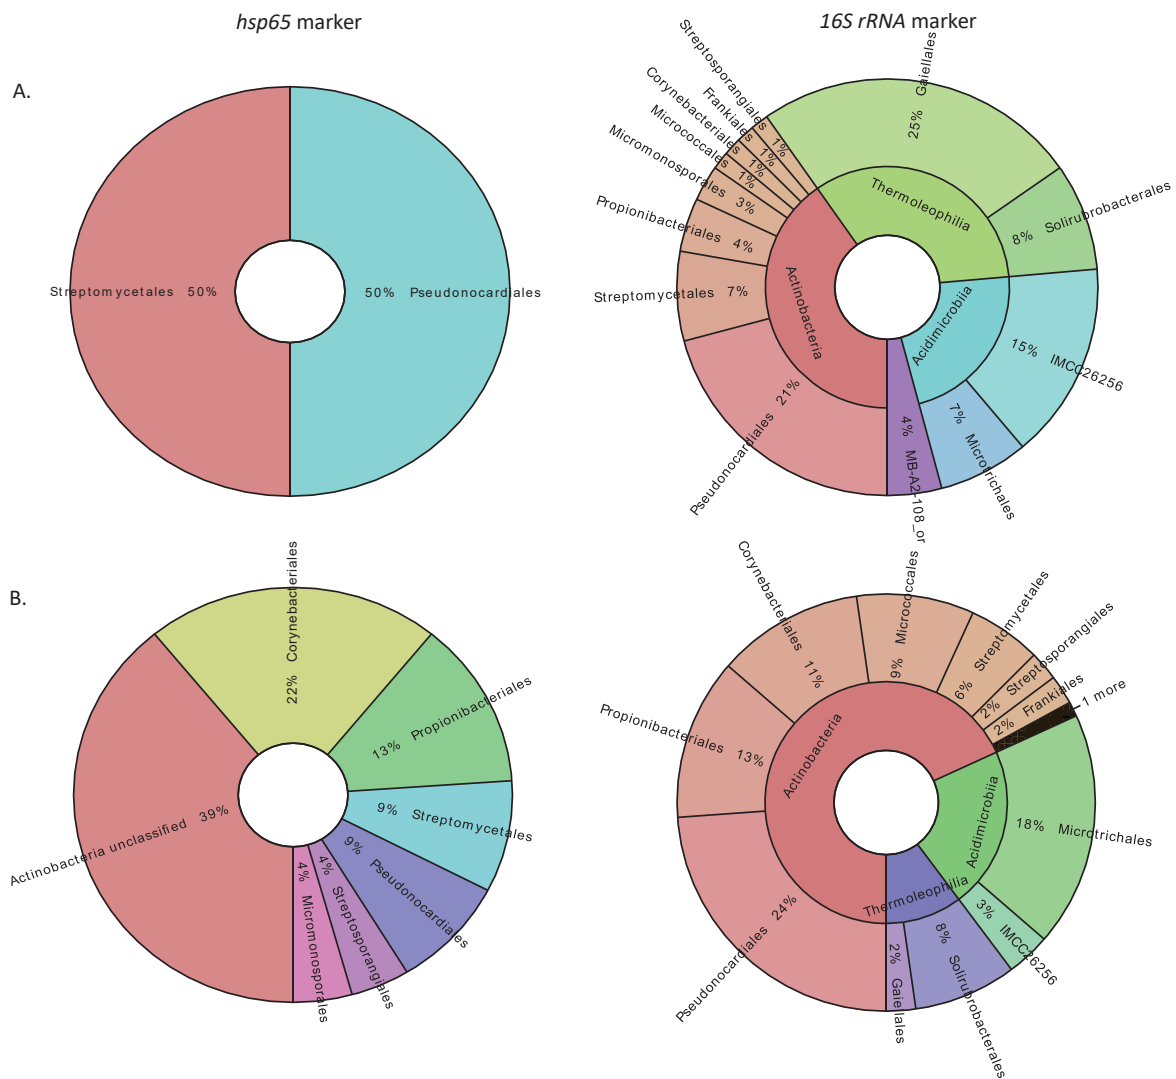 hsp65 marker
16S rRNA marker
A.
Streptomycetales 50%
50% Pseudonocardiales
Streptosporangiales 1%
Frankiales 1%
Corynebacteriales 1%
Micrococcales 1%
Micromonosporales 3%
Propionibacteriales 4%
Streptomycetales 7%
Pseudonocardiales 21%
25% Gaiellales
8% Solirubrobacterales
15% IMCC26256
7% Microtrichales
4% MB-A2-108_or
Actinobacteria
Thermoleophilia
Acidimicrobiia
B.
Actinobacteria unclassified 39%
22% Corynebacteriales
13% Propionibacteriales
9% Streptomycetales
9% Pseudonocardiales
4% Streptosporangiales
4% Micromonosporales
Corynebacteriales 11%
9% Micrococcales
6% Streptomycetales
2% Streptosporangiales
2% Frankiales
1 more
Propionibacteriales 13%
Pseudonocardiales 24%
18% Microtrichales
3% IMCC26256
8% Solirubrobacterales
2% Gaiellales
Actinobacteria
Acidimicrobiia
Thermoleophilia